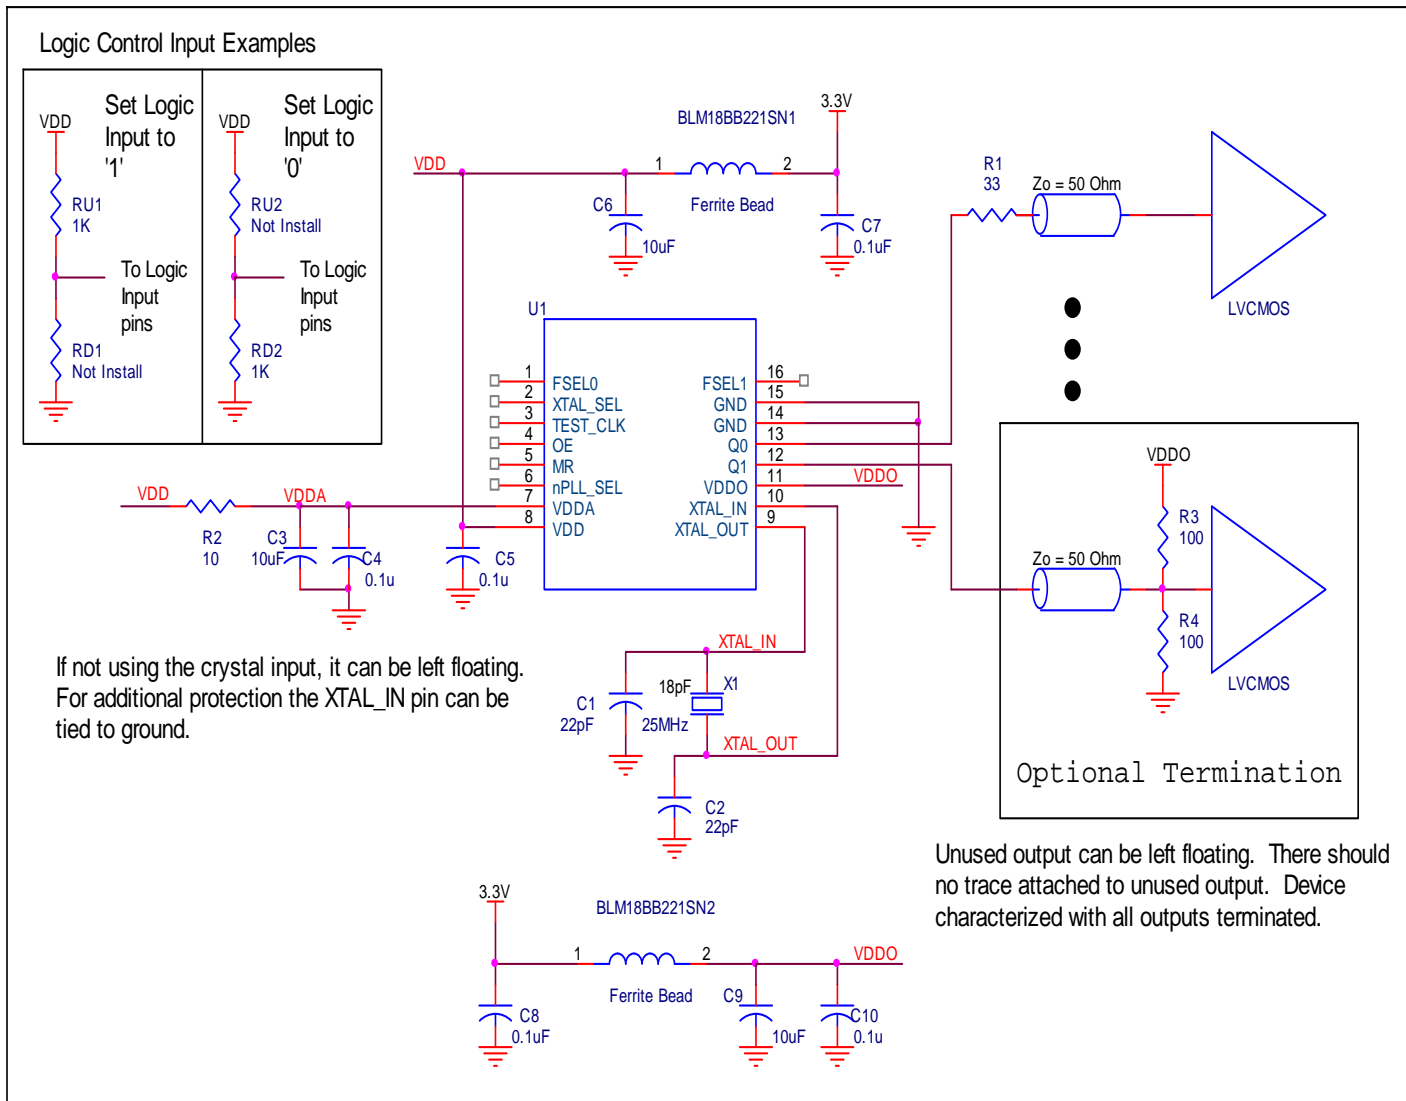 Logic Control Input Examples
VDD
Set Logic
Input to
'1'
RU1
1K
To Logic
Input
pins
RD1
Not Install
VDD
Set Logic
Input to
'0'
RU2
Not Install
To Logic
Input
pins
RD2
1K
VDD
BLM18BB221SN1
1
2
Ferrite Bead
3.3V
C6
10uF
C7
0.1uF
R1
33
Zo = 50 Ohm
LVCMOS
U1
1
FSEL0
2
XTAL_SEL
3
TEST_CLK
4
OE
5
MR
6
nPLL_SEL
7
VDDA
8
VDD
16
FSEL1
15
GND
14
GND
13
Q0
12
Q1
11
VDDO
VDDO
10
XTAL_IN
9
XTAL_OUT
VDD
R2
10
VDDA
C3
10uF
C4
0.1u
C5
0.1u
VDDO
R3
100
Zo = 50 Ohm
R4
100
LVCMOS
Optional Termination
If not using the crystal input, it can be left floating.
For additional protection the XTAL_IN pin can be
tied to ground.
XTAL_IN
C1
22pF
18pF
X1
25MHz
XTAL_OUT
C2
22pF
Unused output can be left floating. There should
no trace attached to unused output. Device
characterized with all outputs terminated.
3.3V
BLM18BB221SN2
1
2
Ferrite Bead
VDDO
C8
0.1uF
C9
10uF
C10
0.1u